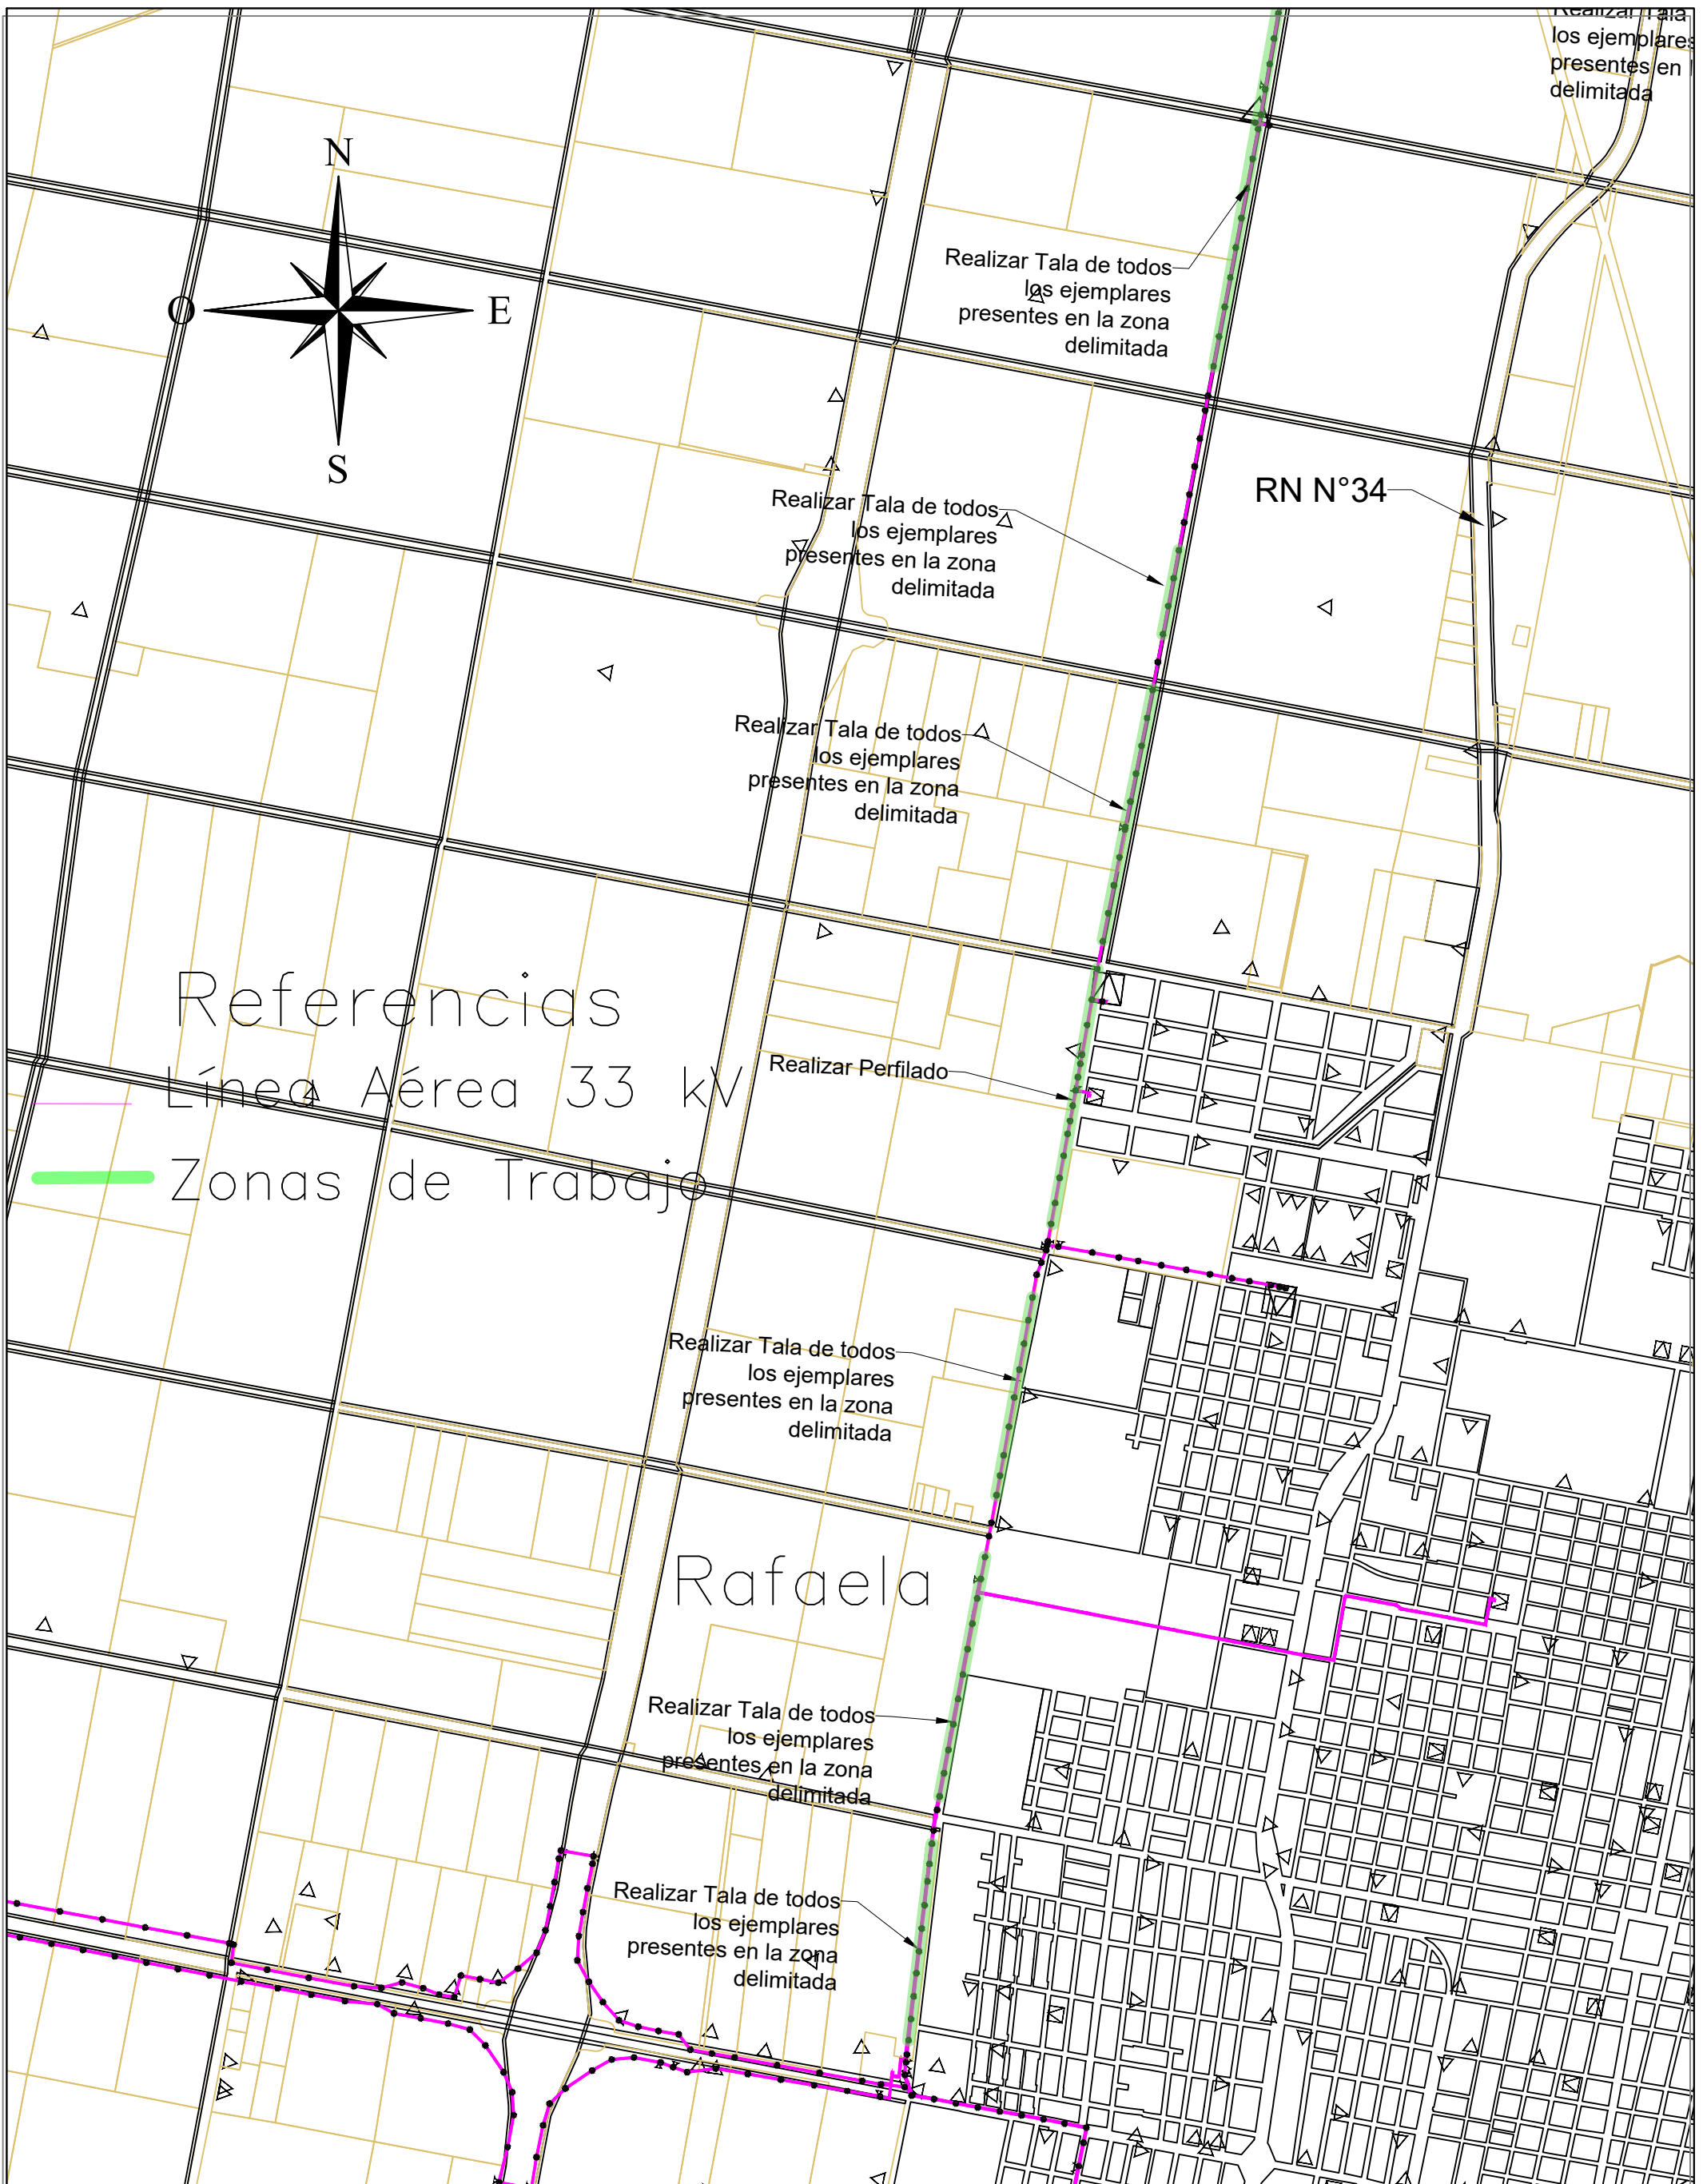 Realizar Tala
los ejemplares
presentes en
delimitada
N
O
E
S
Realizar Tala de todos
los ejemplares
presentes en la zona
delimitada
RN N°34
Realizar Tala de todos
los ejemplares
presentes en la zona
delimitada
Realizar Tala de todos
los ejemplares
presentes en la zona
delimitada
Referencias
Línea Aérea 33 kV
Zonas de Trabajo
Realizar Perfilado
Realizar Tala de todos
los ejemplares
presentes en la zona
delimitada
Rafaela
Realizar Tala de todos
los ejemplares
presentes en la zona
delimitada
Realizar Tala de todos
los ejemplares
presentes en la zona
delimitada